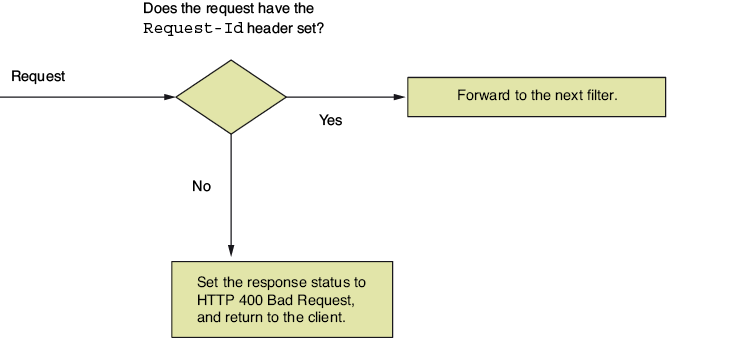 Does the request have the
Request-Id header set?
Request
Forward to the next filter.
Yes
No
Set the response status to
HTTP 400 Bad Request,
and return to the client.